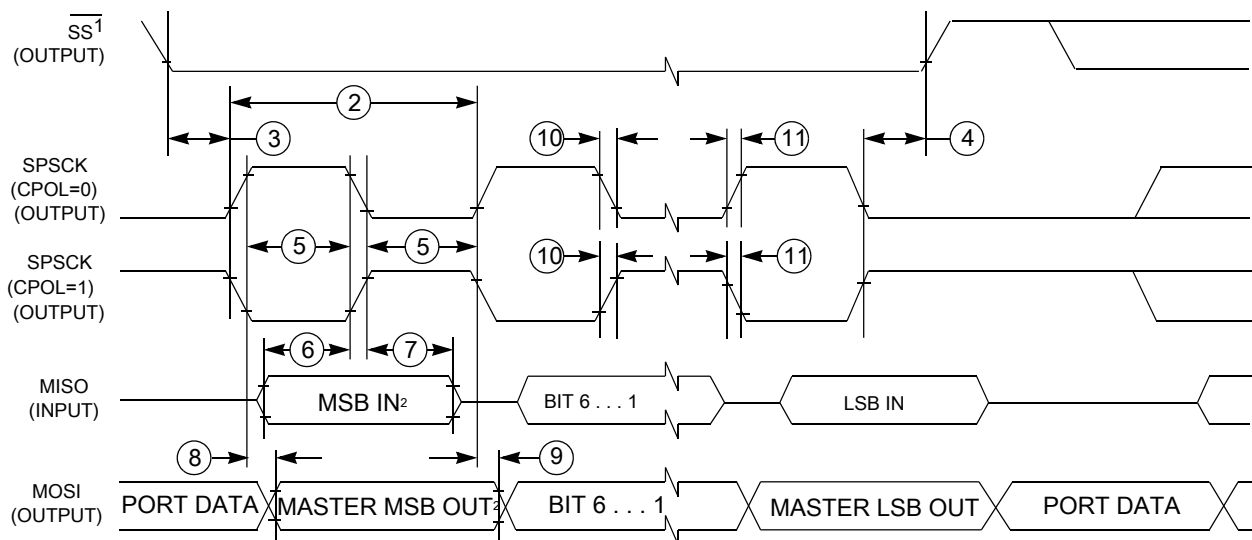 SS1
(OUTPUT)
2
3
10
11
4
SPSCK
(CPOL=0)
(OUTPUT)
5
5
SPSCK
(CPOL=1)
(OUTPUT)
10
11
6
7
MISO
(INPUT)
MSB IN2
BIT 6 . . . 1
LSB IN
8
9
MOSI
(OUTPUT)
PORT DATA
MASTER MSB OUT2
BIT 6 . . . 1
MASTER LSB OUT
PORT DATA